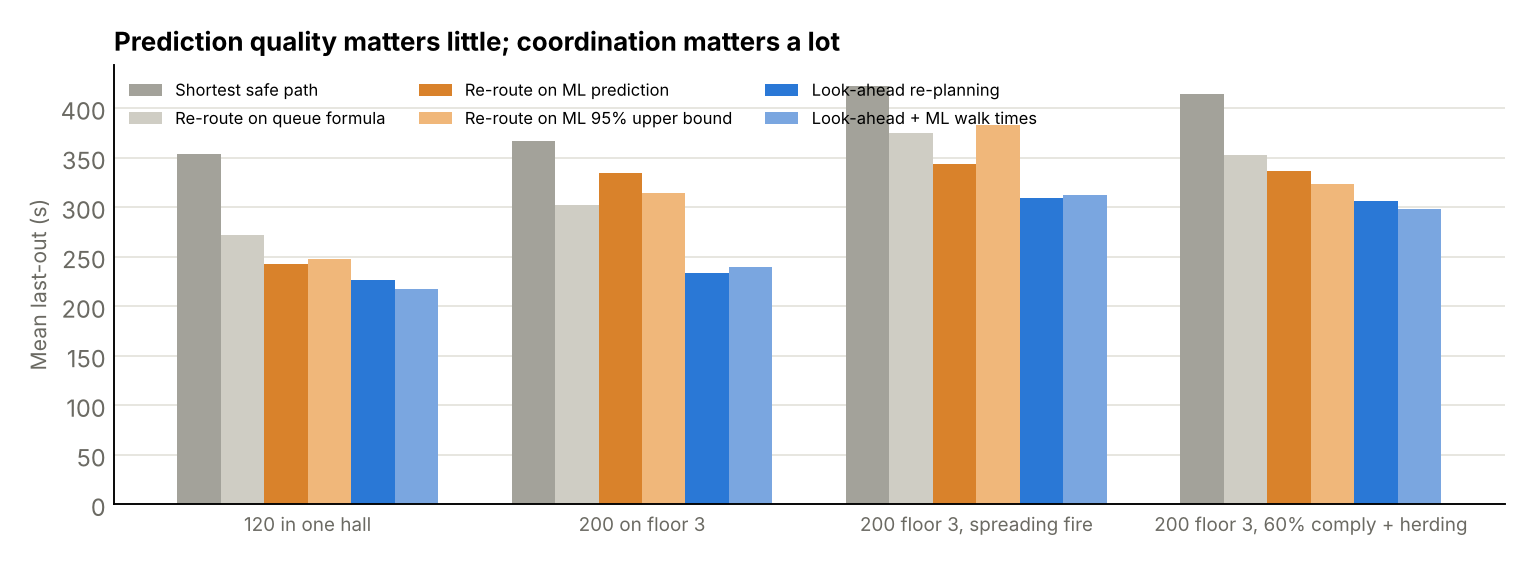 Prediction quality matters little; coordination matters a lot
Shortest safe path
Re-route on queue formula
Re-route on ML prediction
Re-route on ML 95% upper bound
Look-ahead re-planning
Look-ahead + ML walk times
Mean last-out (s)
400
350
300
250
200
150
100
50
0
120 in one hall
200 on floor 3
200 floor 3, spreading fire
200 floor 3, 60% comply + herding